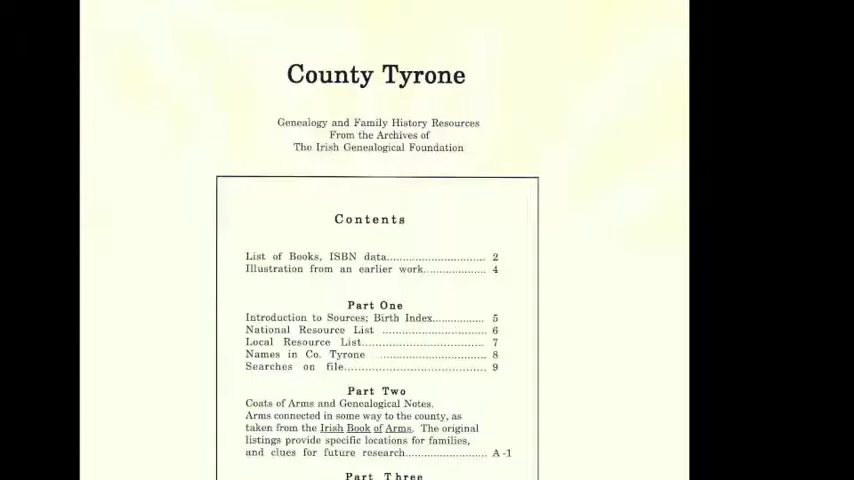 County Tyrone
Genealogy and Family History Resources
From the Archives of
The Irish Genealogical Foundation
Contents
List of Books, ISBN data................................ 2
Illustration from an earlier work.................... 4
Part One
Introduction to Sources; Birth Index................. 5
National Resource List .................................. 6
Local Resource List........................................ 7
Names in Co. Tyrone ................................... 8
Searches on file.............................................. 9
Part Two
Coats of Arms and Genealogical Notes.
Arms connected in some way to the county, as
taken from the Irish Book of Arms. The original
listings provide specific locations for families,
and clues for future research........................... A-1
Part Three